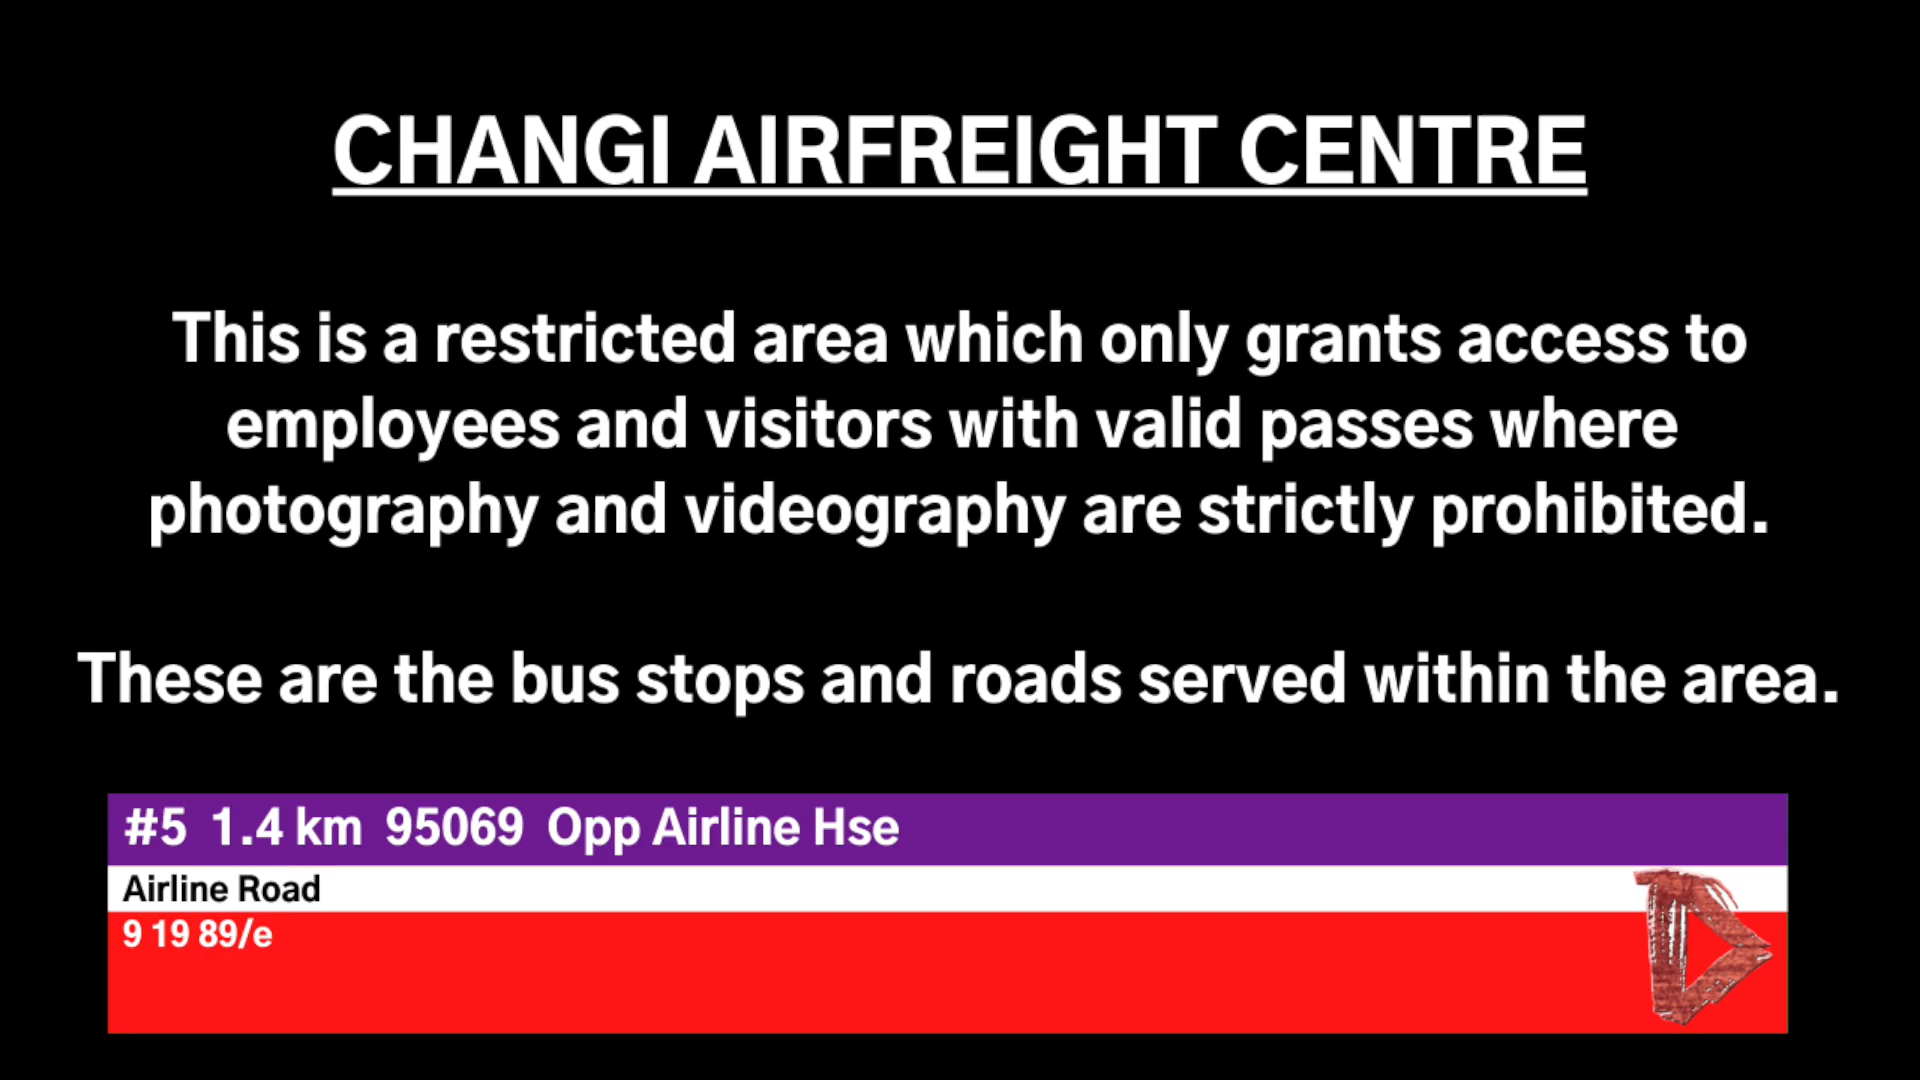 CHANGI AIRFREIGHT CENTRE
This is a restricted area which only grants access to
employees and visitors with valid passes where
photography and videography are strictly prohibited.
These are the bus stops and roads served within the area.
#5 1.4 km 95069 Opp Airline Hse
Airline Road
9 19 89/e